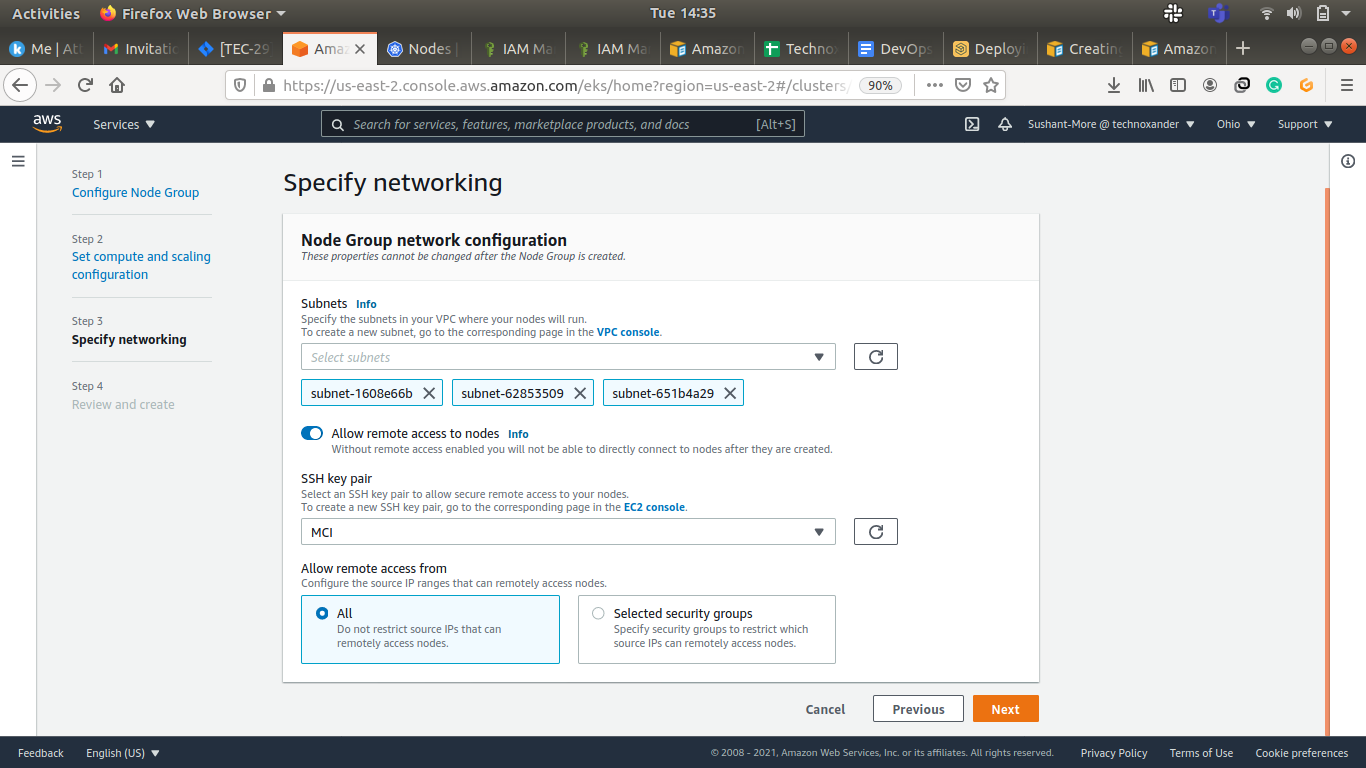 Activities
Firefox Web Browser
Tue 14:35
Me | Atl
Invitatio
[TEC-29
Amaz
Nodes |
IAM Ma
IAM Ma
Amazon
Technox
DevOps
Deployi
Creating
Amazon
https://us-east-2.console.aws.amazon.com/eks/home?region=us-east-2#/clusters/
90%
aws
Services
Search for services, features, marketplace products, and docs
[Alt+S]
Sushant-More @ technoxander
Ohio
Support
Step 1
Configure Node Group
Step 2
Set compute and scaling
configuration
Step 3
Specify networking
Step 4
Review and create
Specify networking
Node Group network configuration
These properties cannot be changed after the Node Group is created.
Subnets Info
Specify the subnets in your VPC where your nodes will run.
To create a new subnet, go to the corresponding page in the VPC console.
Select subnets
subnet-1608e66b
subnet-62853509
subnet-651b4a29
Allow remote access to nodes Info
Without remote access enabled you will not be able to directly connect to nodes after they are created.
SSH key pair
Select an SSH key pair to allow secure remote access to your nodes.
To create a new SSH key pair, go to the corresponding page in the EC2 console.
MCI
Allow remote access from
Configure the source IP ranges that can remotely access nodes.
All
Do not restrict source IPs that can
remotely access nodes.
Selected security groups
Specify security groups to restrict which
source IPs can remotely access nodes.
Cancel
Previous
Next
Feedback
English (US)
© 2008 - 2021, Amazon Web Services, Inc. or its affiliates. All rights reserved.
Privacy Policy
Terms of Use
Cookie preferences